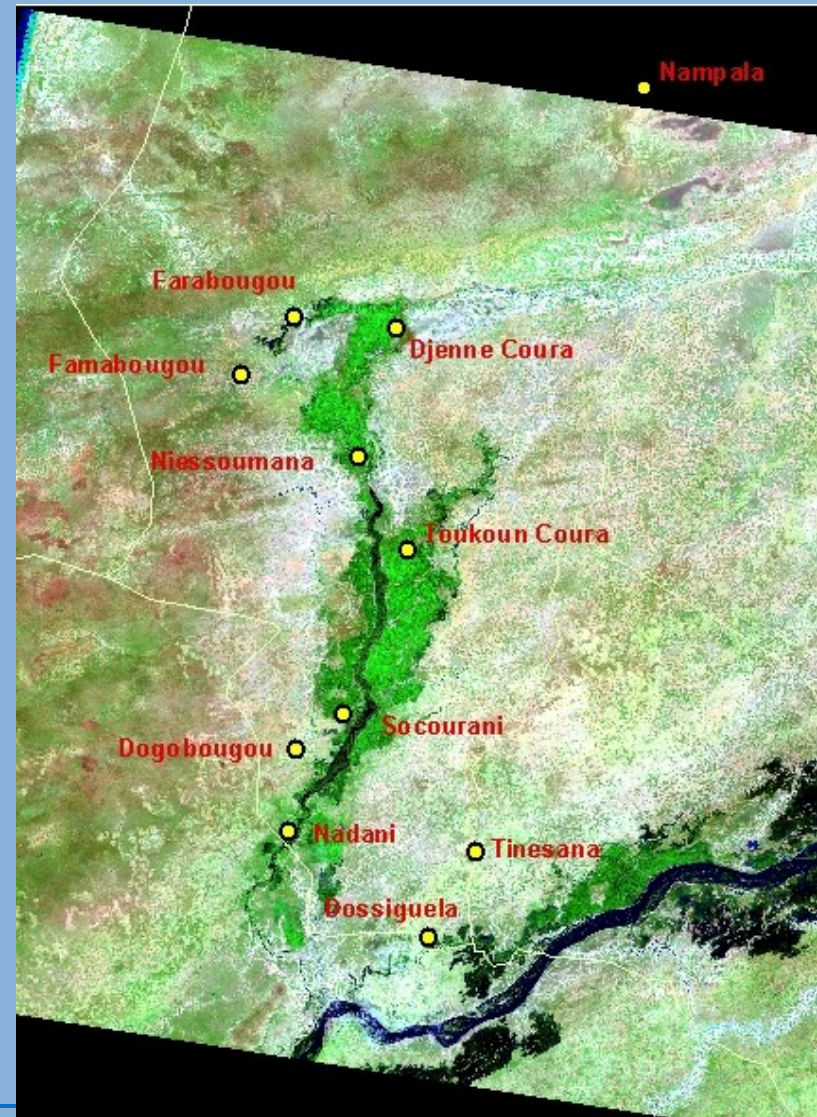 Nampala
Farabougou
Djenne Coura
Famabougou
Niessoumana
Toukoun Coura
Socourani
Dogobougou
Nadani
Tinesana
Dossiguela